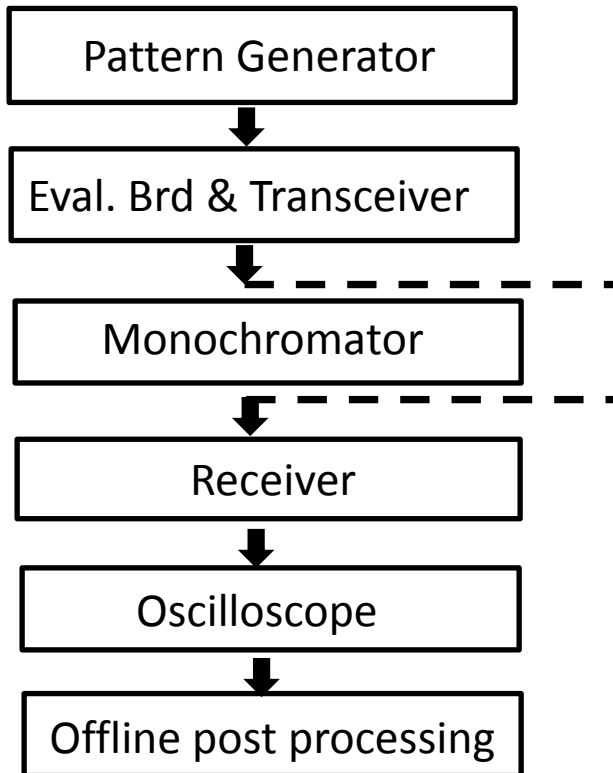 Pattern Generator
Eval. Brd & Transceiver
Monochromator
Receiver
Oscilloscope
Offline post processing